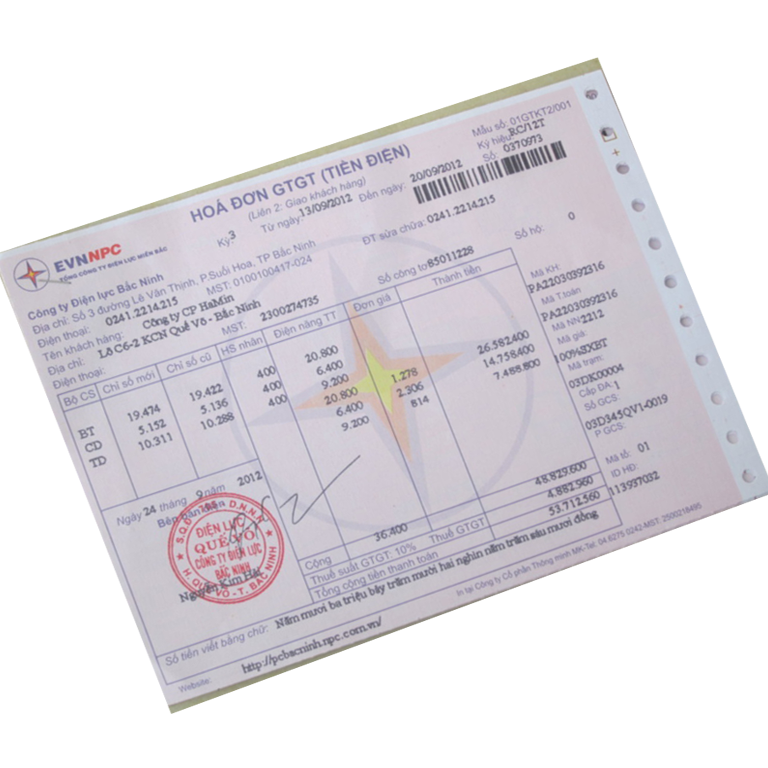 Mẫu số: 01GTKT2/001
Ký hiệu: RC/12T
Số: 0370973
HOÁ ĐƠN GTGT (TIỀN ĐIỆN)
(Liên 2: Giao khách hàng)
Kỳ: 3 Từ ngày: 13/09/2012 Đến ngày: 20/09/2012
EVNNPC
TỔNG CÔNG TY ĐIỆN LỰC MIỀN BẮC
Công ty Điện lực Bắc Ninh
Địa chỉ: Số 3 đường Lê Văn Thịnh, P.Suối Hoa, TP Bắc Ninh
Điện thoại: 0241.2214.215 MST: 0100100417-024 ĐT sửa chữa: 0241.2214.215
Tên khách hàng: Công ty CP HaMin Số hộ: 0
Địa chỉ: Lô C6-2 KCN Quế Võ - Bắc Ninh
Điện thoại: MST: 2300274735 Số công tơ: 85011228
Bộ CS Chỉ số mới Chỉ số cũ HS nhân Điện năng TT Đơn giá Thành tiền
BT 19.474 19.422 400 20.800
CD 5.152 5.136 400 6.400
TD 10.311 10.288 400 9.200
20.800 1.278 26.582.400
6.400 2.306 14.758.400
9.200 814 7.488.800
Mã KH:
PA22030392316
Mã T.toán
PA22030392316
Mã NN: 2212
Mã giá:
100%SXBT
Mã trạm:
03DK00004
Cấp ĐA: 1
Số GCS:
03D345QV1-0019
P GCS:
Mã tổ: 01
ID HĐ:
113937032
Ngày 24 tháng 9 năm 2012
Bên bán điện
ĐIỆN LỰC
QUẾ VÕ
CÔNG TY ĐIỆN LỰC
BẮC NINH
H. QUẾ VÕ - T. BẮC NINH
Nguyễn Kim Hải
Cộng 36.400 48.829.600
Thuế suất GTGT: 10% Thuế GTGT 4.882.960
Tổng cộng tiền thanh toán 53.712.560
Số tiền viết bằng chữ: Năm mươi ba triệu bảy trăm mười hai nghìn năm trăm sáu mươi đồng
Website: http://pcbacninh.npc.com.vn/
In tại Công ty Cổ phần Thông minh MK-Tel: 04.6275 0242-MST: